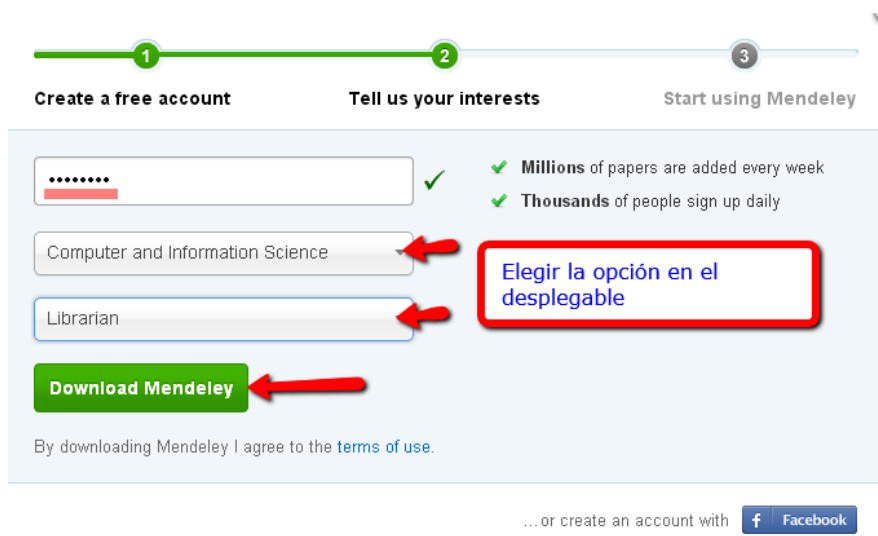 1
2
3
Create a free account
Tell us your interests
Start using Mendeley
••••••••
Millions of papers are added every week
Thousands of people sign up daily
Computer and Information Science
Elegir la opción en el
desplegable
Librarian
Download Mendeley
By downloading Mendeley I agree to the terms of use.
...or create an account with
f Facebook